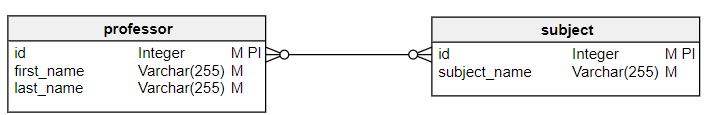 professor
id Integer M PI
first_name Varchar(255) M
last_name Varchar(255) M
subject
id Integer M PI
subject_name Varchar(255) M